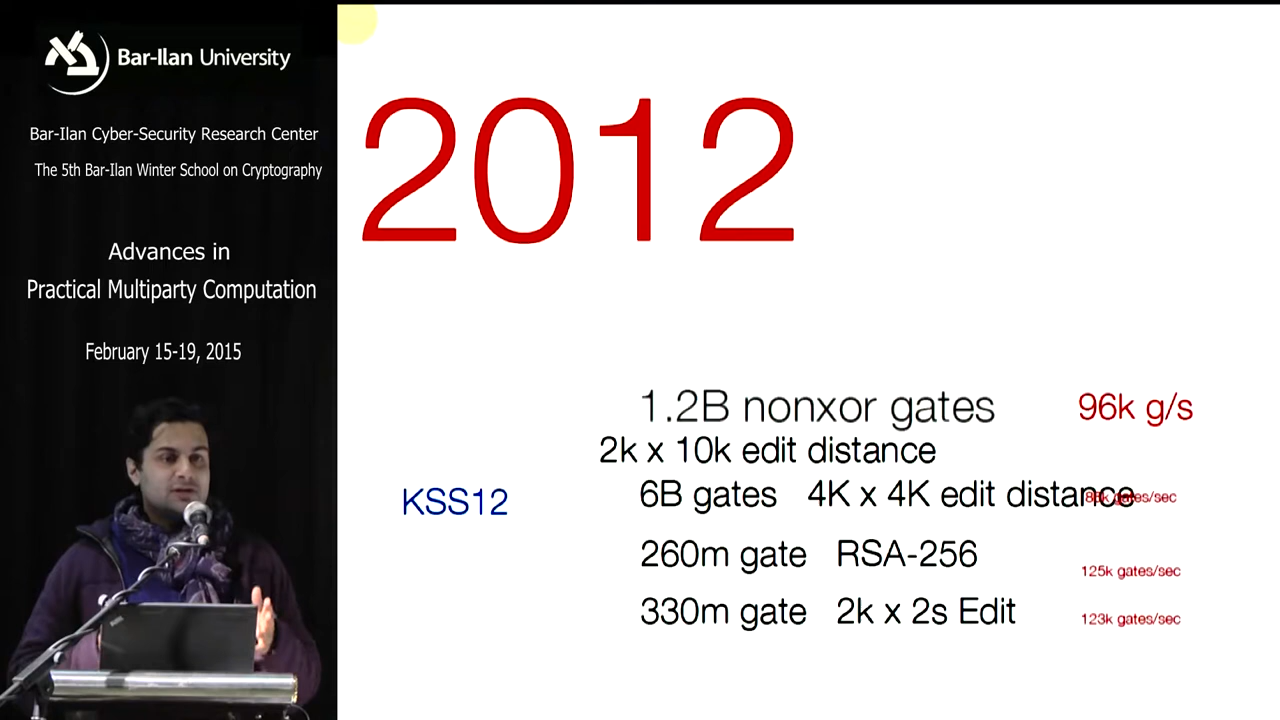 Bar-Ilan University
Bar-Ilan Cyber-Security Research Center
The 5th Bar-Ilan Winter School on Cryptography
Advances in
Practical Multiparty Computation
February 15-19, 2015
2012
1.2B nonxor gates 96k g/s
2k x 10k edit distance
KSS12
6B gates 4K x 4K edit distance gates/sec
260m gate RSA-256
125k gates/sec
330m gate 2k x 2s Edit 123k gates/sec